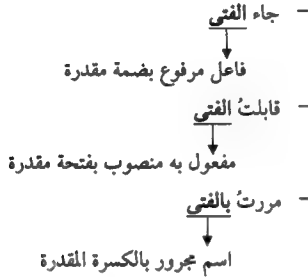 – جاء الفتى
فاعل مرفوع بضمة مقدرة
– قابلتُ الفتى
مفعول به منصوب بفتحة مقدرة
– مررتُ بالفتى
اسم مجرور بالكسرة المقدرة